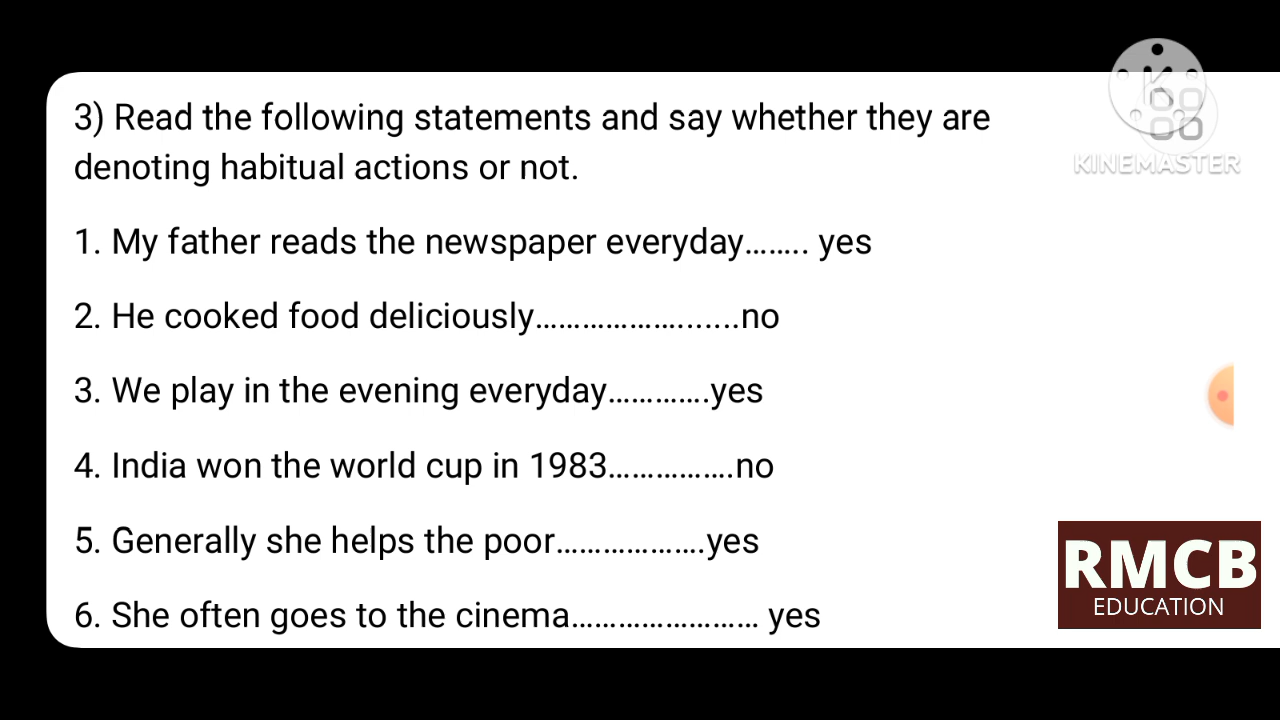 3) Read the following statements and say whether they are
denoting habitual actions or not.
1. My father reads the newspaper everyday…….. yes
2. He cooked food deliciously……………….......no
3. We play in the evening everyday………….yes
4. India won the world cup in 1983…………….no
5. Generally she helps the poor……………….yes
6. She often goes to the cinema…………………… yes
KINEMASTER
RMCB
EDUCATION